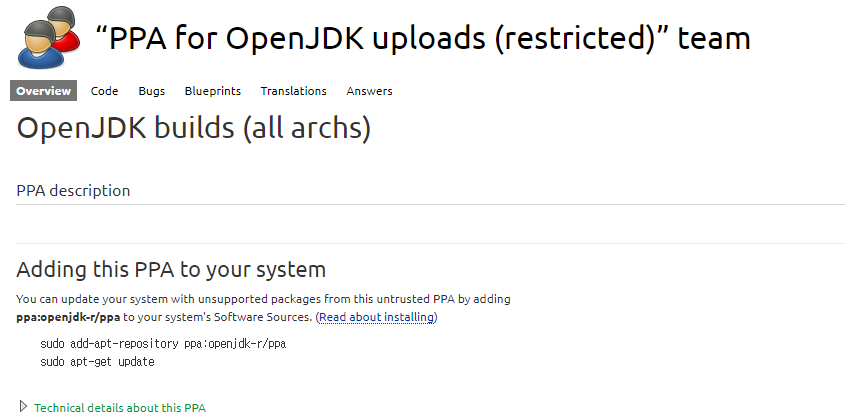 “PPA for OpenJDK uploads (restricted)” team
Overview Code Bugs Blueprints Translations Answers
OpenJDK builds (all archs)
PPA description
Adding this PPA to your system
You can update your system with unsupported packages from this untrusted PPA by adding
ppa:openjdk-r/ppa to your system's Software Sources. (Read about installing)
sudo add-apt-repository ppa:openjdk-r/ppa
sudo apt-get update
Technical details about this PPA